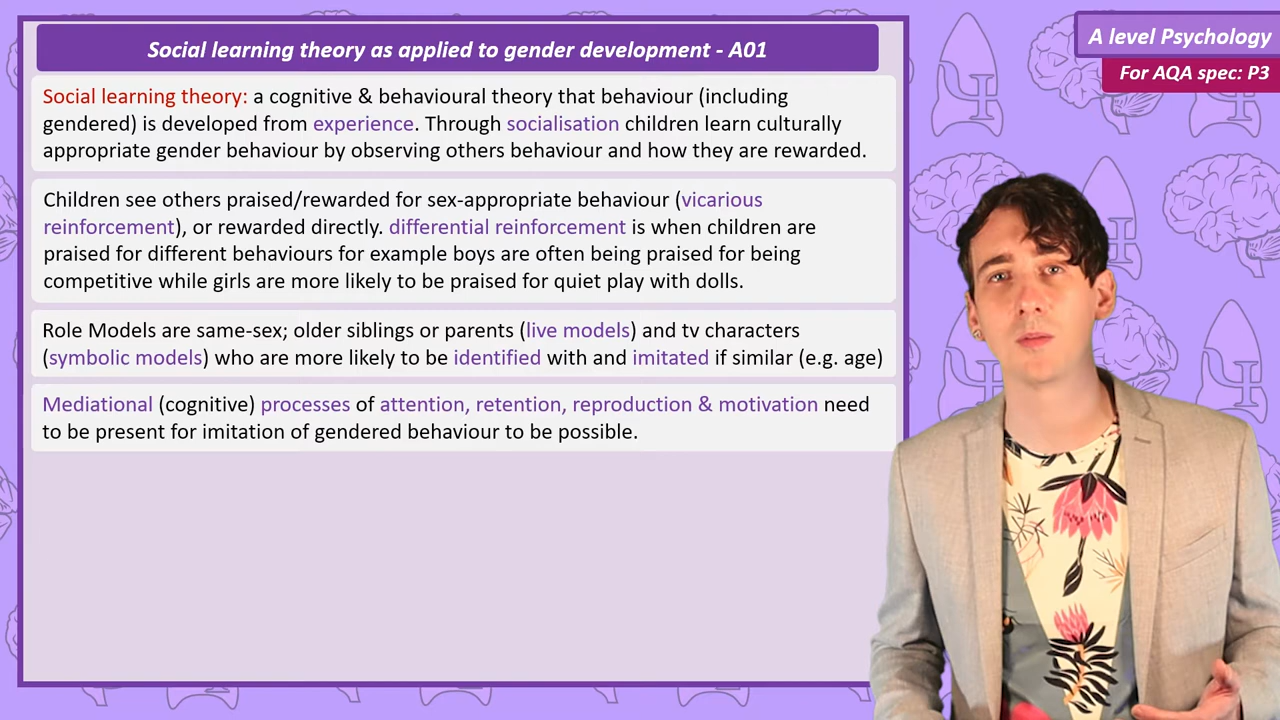 Social learning theory as applied to gender development - A01
A level Psychology
For AQA spec: P3
Social learning theory: a cognitive & behavioural theory that behaviour (including
gendered) is developed from experience. Through socialisation children learn culturally
appropriate gender behaviour by observing others behaviour and how they are rewarded.
Children see others praised/rewarded for sex-appropriate behaviour (vicarious
reinforcement), or rewarded directly. differential reinforcement is when children are
praised for different behaviours for example boys are often being praised for being
competitive while girls are more likely to be praised for quiet play with dolls.
Role Models are same-sex; older siblings or parents (live models) and tv characters
(symbolic models) who are more likely to be identified with and imitated if similar (e.g. age)
Mediational (cognitive) processes of attention, retention, reproduction & motivation need
to be present for imitation of gendered behaviour to be possible.